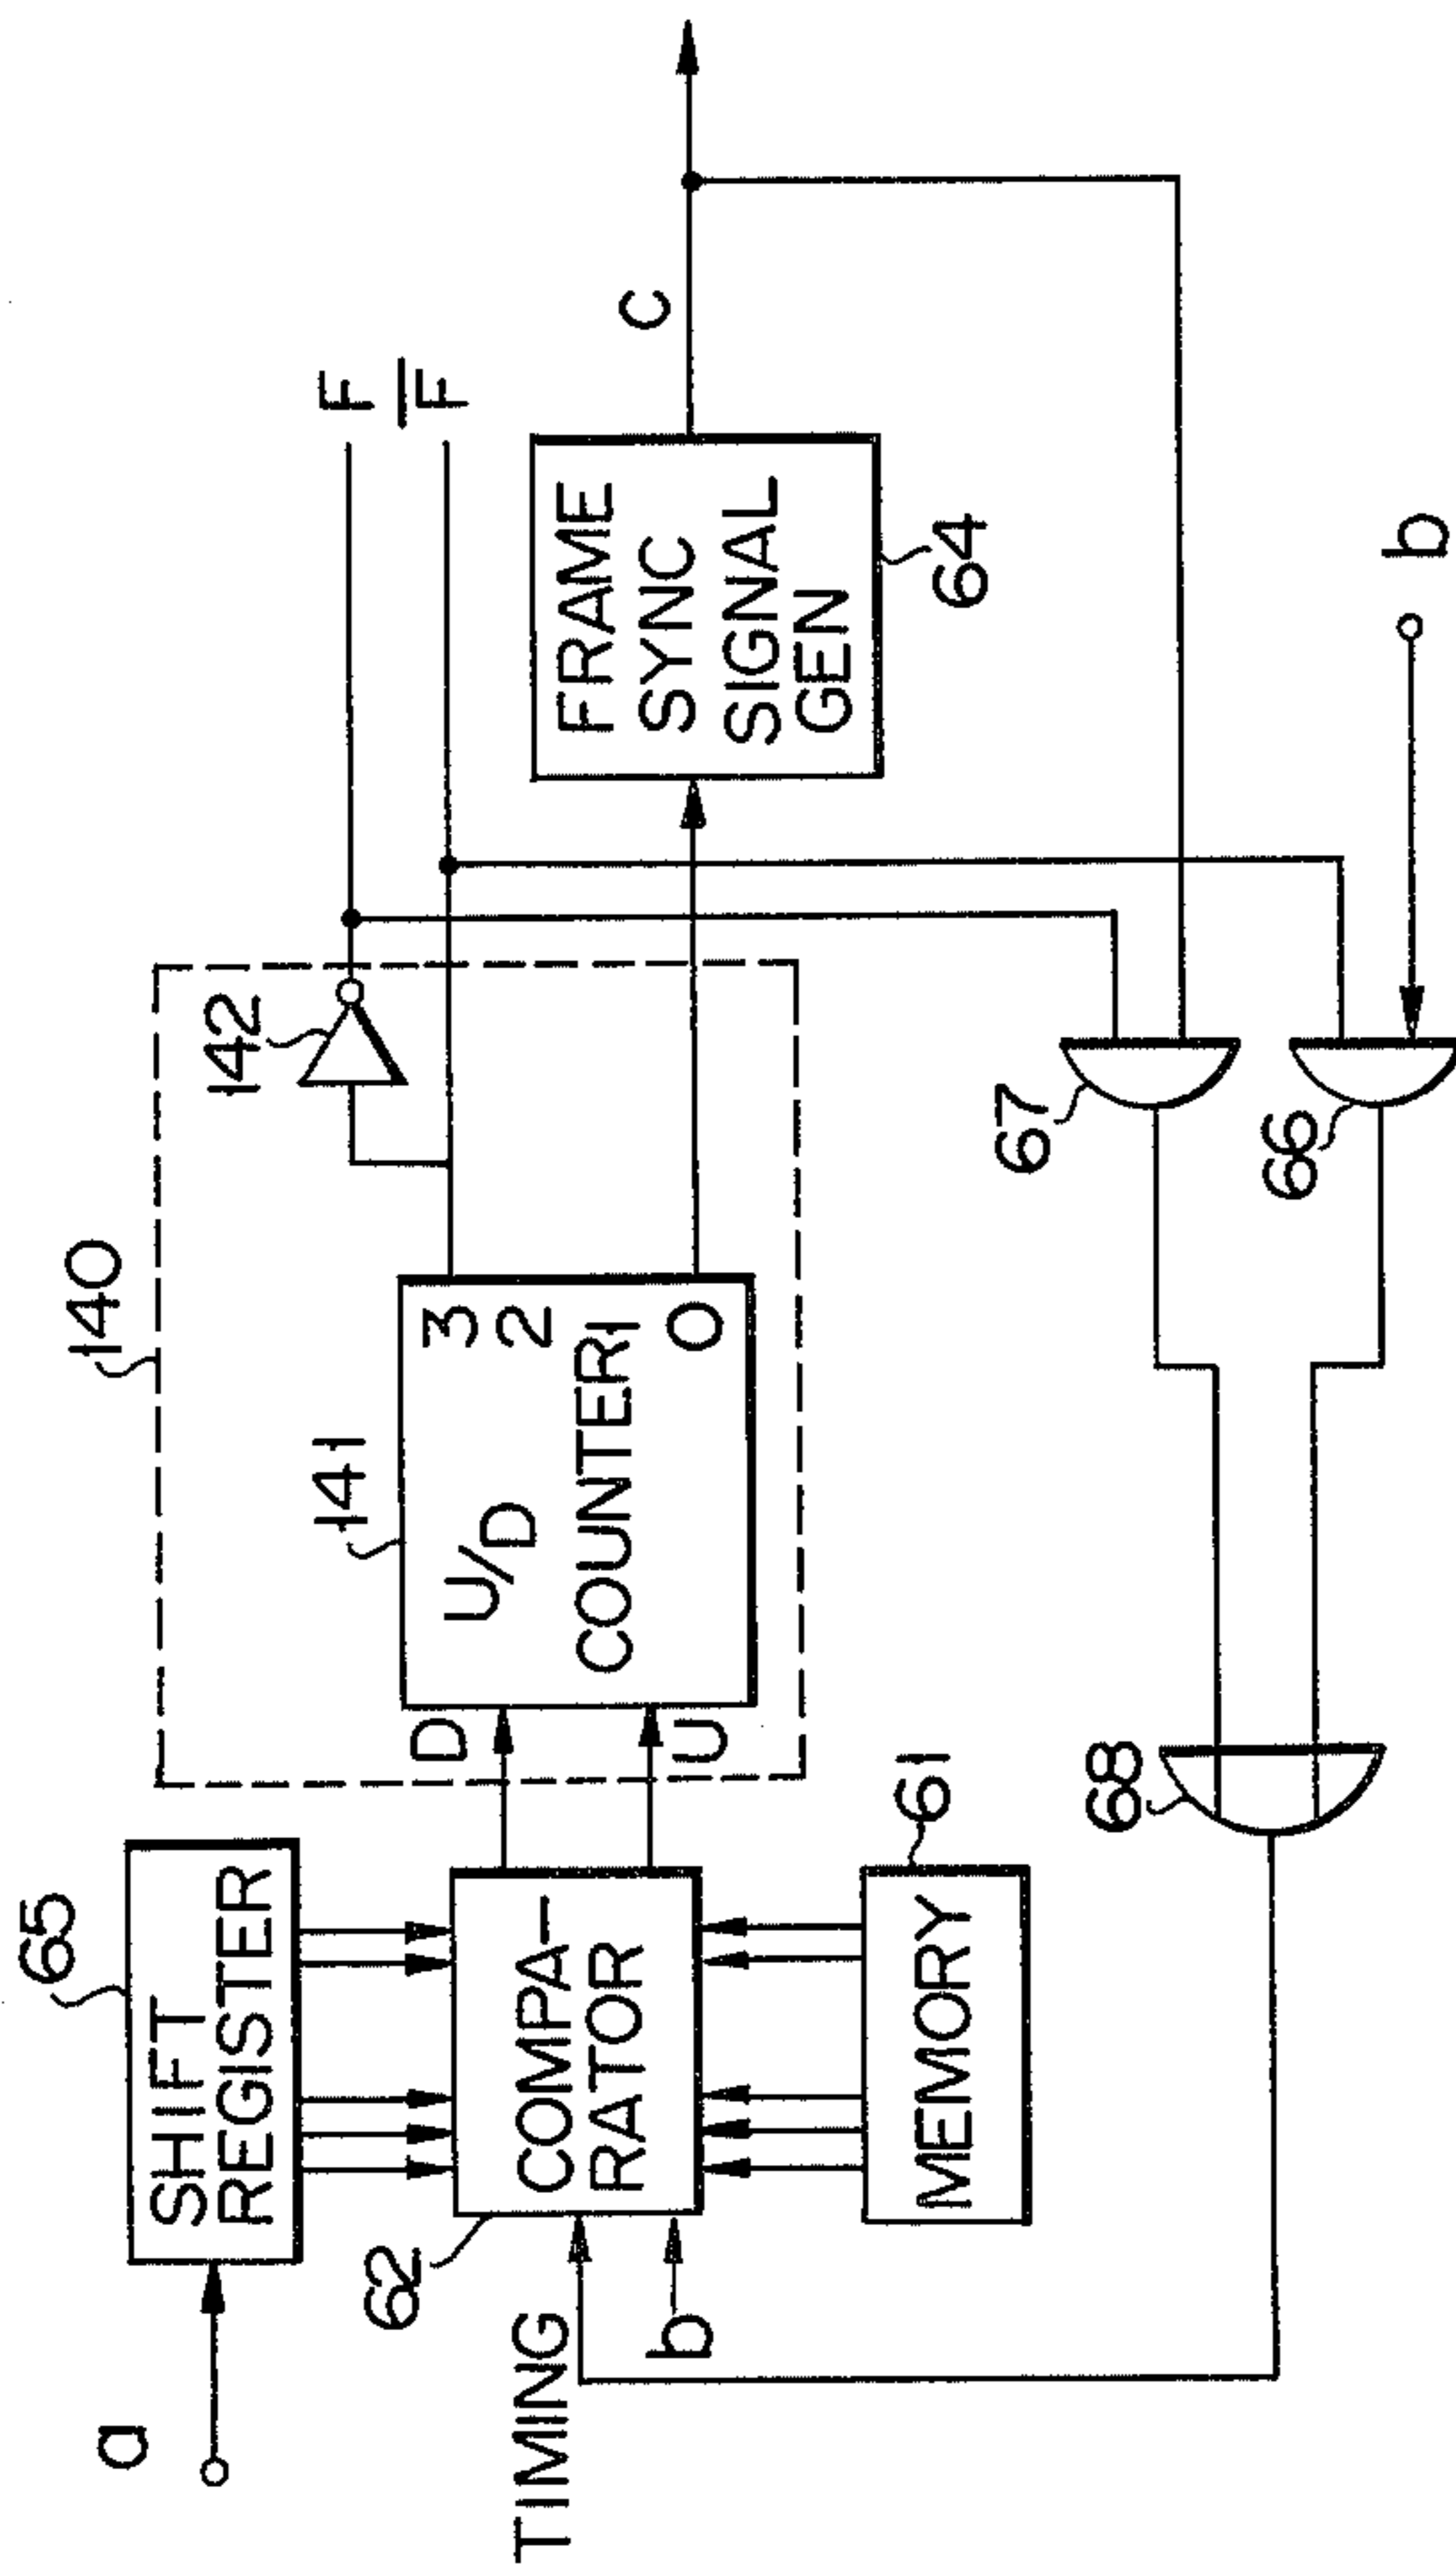 a
65
SHIFT
REGISTER
TIMING
b
62
COMPA-
RATOR
61
MEMORY
D
U
140
141
U/D
COUNTER
3
2
1
0
142
F
F̅
FRAME
SYNC
SIGNAL
GEN
64
C
68
67
66
b